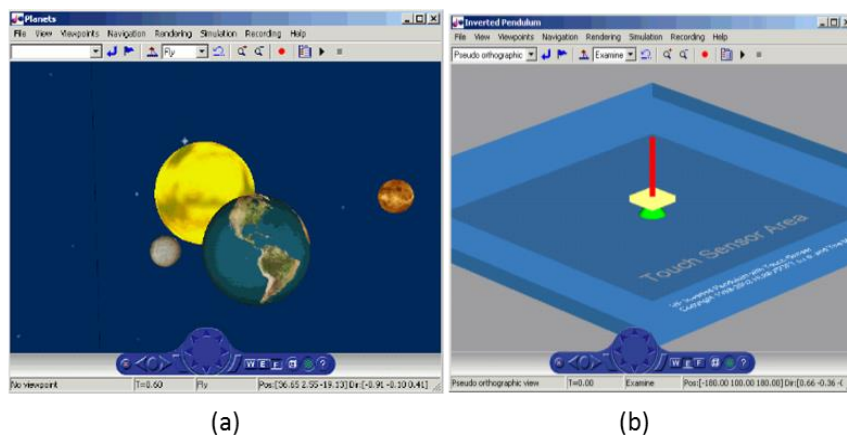 Planets
File View Viewpoints Navigation Rendering Simulation Recording Help
Fly
W E F ?
No viewpoint T=0.60 Fly Pos:[36.65 2.55 -19.13] Dir:[-0.91 -0.10 0.41]
(a)
Inverted Pendulum
File View Viewpoints Navigation Rendering Simulation Recording Help
Pseudo orthographic Examine
Touch Sensor Area
W E F ?
Pseudo orthographic view T=0.00 Examine Pos:[-180.00 100.00 180.00] Dir:[0.66 -0.36 -0
(b)